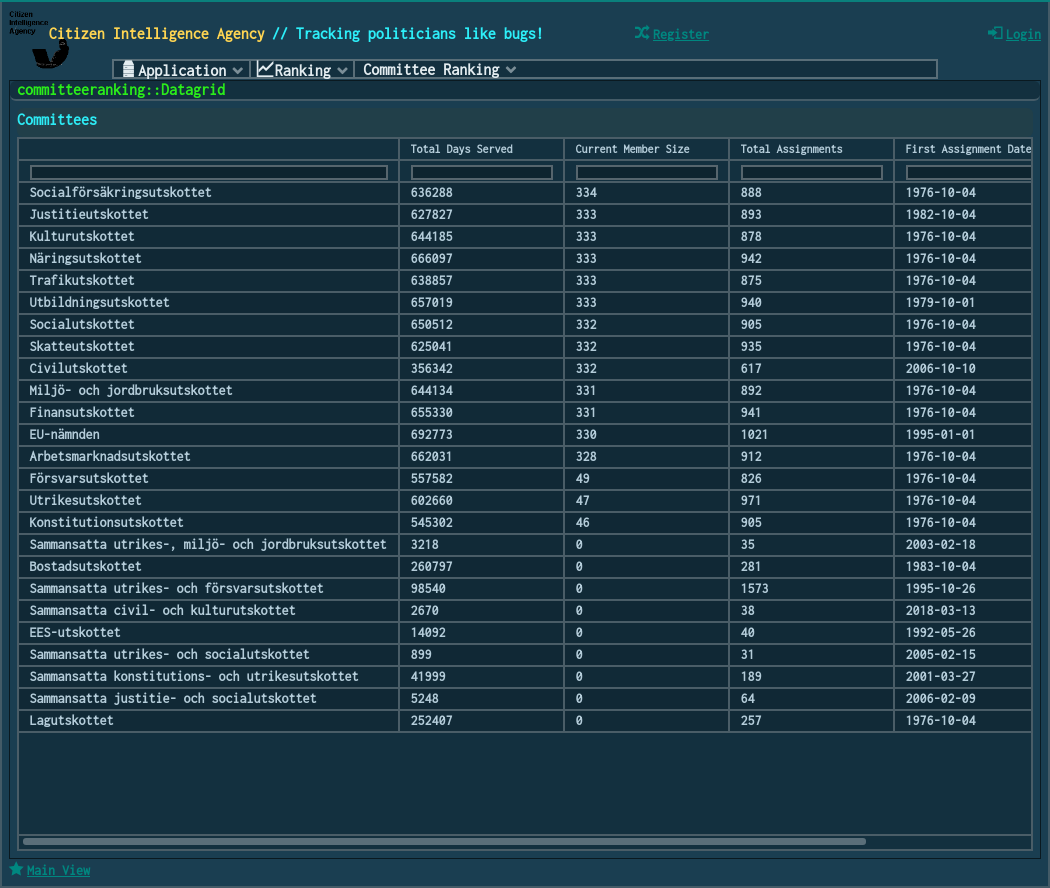 Citizen
Intelligence
Agency
Citizen Intelligence Agency // Tracking politicians like bugs!
Register
Login
Application Ranking Committee Ranking
committeeranking::Datagrid
Committees
Total Days Served Current Member Size Total Assignments First Assignment Date
Socialförsäkringsutskottet 636288 334 888 1976-10-04
Justitieutskottet 627827 333 893 1982-10-04
Kulturutskottet 644185 333 878 1976-10-04
Näringsutskottet 666097 333 942 1976-10-04
Trafikutskottet 638857 333 875 1976-10-04
Utbildningsutskottet 657019 333 940 1979-10-01
Socialutskottet 650512 332 905 1976-10-04
Skatteutskottet 625041 332 935 1976-10-04
Civilutskottet 356342 332 617 2006-10-10
Miljö- och jordbruksutskottet 644134 331 892 1976-10-04
Finansutskottet 655330 331 941 1976-10-04
EU-nämnden 692773 330 1021 1995-01-01
Arbetsmarknadsutskottet 662031 328 912 1976-10-04
Försvarsutskottet 557582 49 826 1976-10-04
Utrikesutskottet 602660 47 971 1976-10-04
Konstitutionsutskottet 545302 46 905 1976-10-04
Sammansatta utrikes-, miljö- och jordbruksutskottet 3218 0 35 2003-02-18
Bostadsutskottet 260797 0 281 1983-10-04
Sammansatta utrikes- och försvarsutskottet 98540 0 1573 1995-10-26
Sammansatta civil- och kulturutskottet 2670 0 38 2018-03-13
EES-utskottet 14092 0 40 1992-05-26
Sammansatta utrikes- och socialutskottet 899 0 31 2005-02-15
Sammansatta konstitutions- och utrikesutskottet 41999 0 189 2001-03-27
Sammansatta justitie- och socialutskottet 5248 0 64 2006-02-09
Lagutskottet 252407 0 257 1976-10-04
Main View